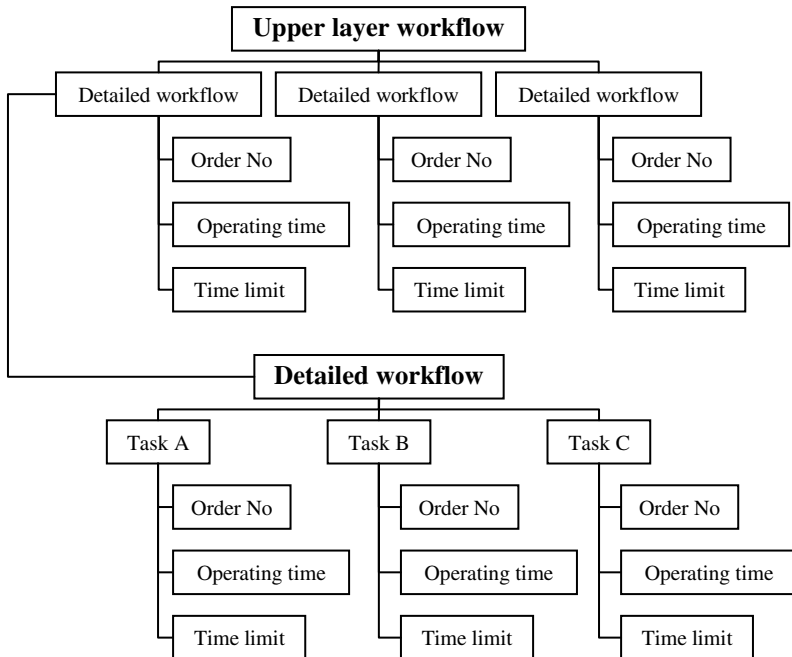 Upper layer workflow
Detailed workflow
Detailed workflow
Detailed workflow
Order No
Order No
Order No
Operating time
Operating time
Operating time
Time limit
Time limit
Time limit
Detailed workflow
Task A
Task B
Task C
Order No
Order No
Order No
Operating time
Operating time
Operating time
Time limit
Time limit
Time limit